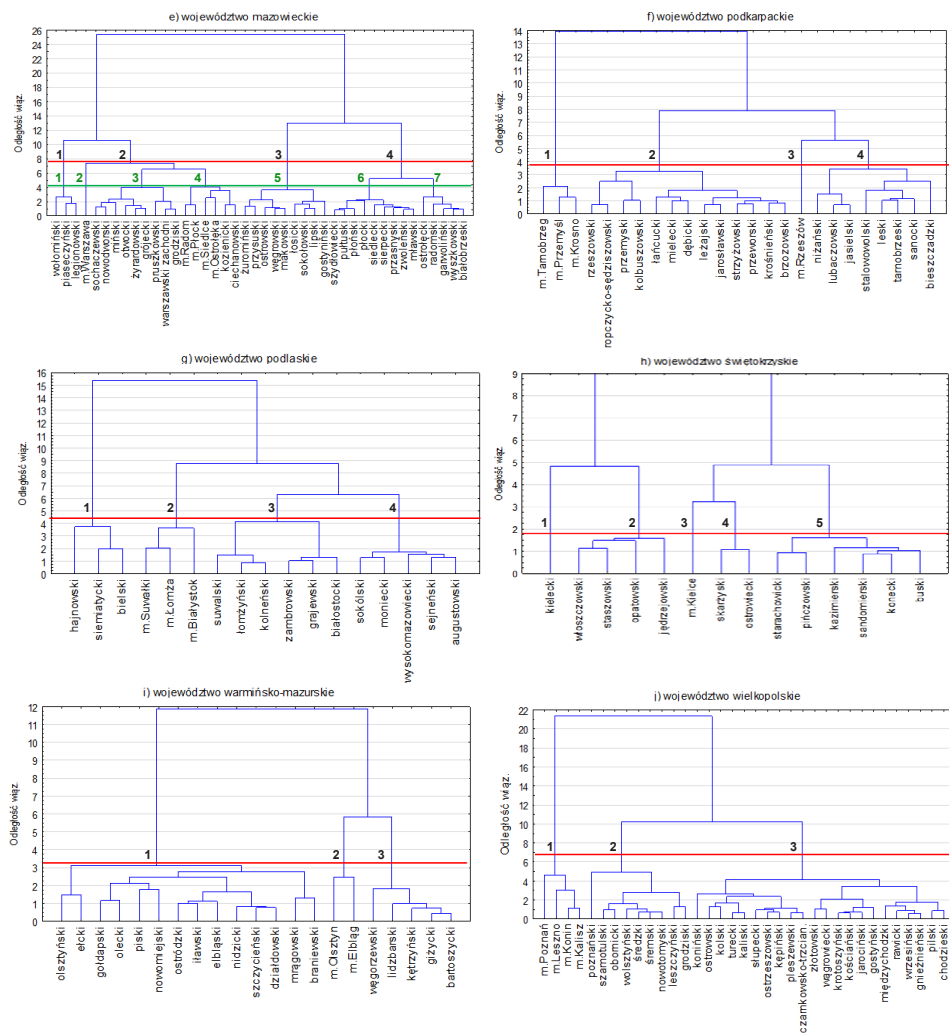 e) województwo mazowieckie
Odległość wiąz.
26
24
22
20
18
16
14
12
10
8
6
4
2
0
1 2 3 4
1 2 3 4 5 6 7
wołomiński
piaseczyński
legionowski
m.Warszawa
sochaczewski
nowodworski
miński
otwocki
żyrardowski
grójecki
pruszkowski
warszawski zachodn
grodziski
m.Radom
m.Płock
m.Siedlce
m.Ostrołęka
kozienicki
ciechanowski
żuromiński
przysuski
ostrowski
węgrowski
makowski
łosicki
sokołowski
lipski
gostyniński
szydłowiecki
pułtuski
płoński
płocki
siedlecki
sierpecki
przasnyski
zwoleński
mławski
ostrołęcki
radomski
garwoliński
wyszkowski
białobrzeski
f) województwo podkarpackie
Odległość wiąz.
14
13
12
11
10
9
8
7
6
5
4
3
2
1
0
1 2 3 4
m.Tarnobrzeg
m.Przemyśl
m.Krosno
rzeszowski
ropczycko-sędziszowski
przemyski
kolbuszowski
łańcucki
mielecki
dębicki
leżajski
jarosławski
strzyżowski
przeworski
krośnieński
brzozowski
m.Rzeszów
niżański
lubaczowski
jasielski
stalowowolski
leski
tarnobrzeski
sanocki
bieszczadzki
g) województwo podlaskie
Odległość wiąz.
16
15
14
13
12
11
10
9
8
7
6
5
4
3
2
1
0
1 2 3 4
hajnowski
siematycki
bielski
m.Suwałki
m.Łomża
m.Białystok
suwalski
łomżyński
kolneński
zambrowski
grajewski
białostocki
sokólski
moniecki
wysokomazowiecki
sejneński
augustowski
h) województwo świętokrzyskie
Odległość wiąz.
9
8
7
6
5
4
3
2
1
0
1 2 3 4 5
kielecki
włoszczowski
staszowski
opatowski
jędrzejowski
m.Kielce
skarżyski
ostrowiecki
starachowicki
pińczowski
kazimierski
sandomierski
konecki
buski
i) województwo warmińsko-mazurskie
Odległość wiąz.
12
11
10
9
8
7
6
5
4
3
2
1
0
1 2 3
olsztyński
ełcki
gołdapski
olecki
piski
nowomiejski
ostródzki
iławski
elbląski
nidzicki
szczycieński
działdowski
mrągowski
braniewski
m.Olsztyn
m.Elbląg
węgorzewski
lidzbarski
kętrzyński
giżycki
bartoszycki
j) województwo wielkopolskie
Odległość wiąz.
22
20
18
16
14
12
10
8
6
4
2
0
1 2 3
m.Poznań
m.Leszno
m.Konin
m.Kalisz
poznański
szamotulski
obornicki
wolsztyński
średzki
śremski
nowotomyski
leszczyński
grodziski
koniński
ostrowski
kolski
turecki
kaliski
słupecki
ostrzeszowski
kępiński
pleszewski
czarnkowsko-trzcian.
złotowski
wągrowiecki
krotoszyński
kościański
jarociński
gostyński
międzychodzki
rawicki
wrzesiński
gnieźnieński
pilski
chodzieski